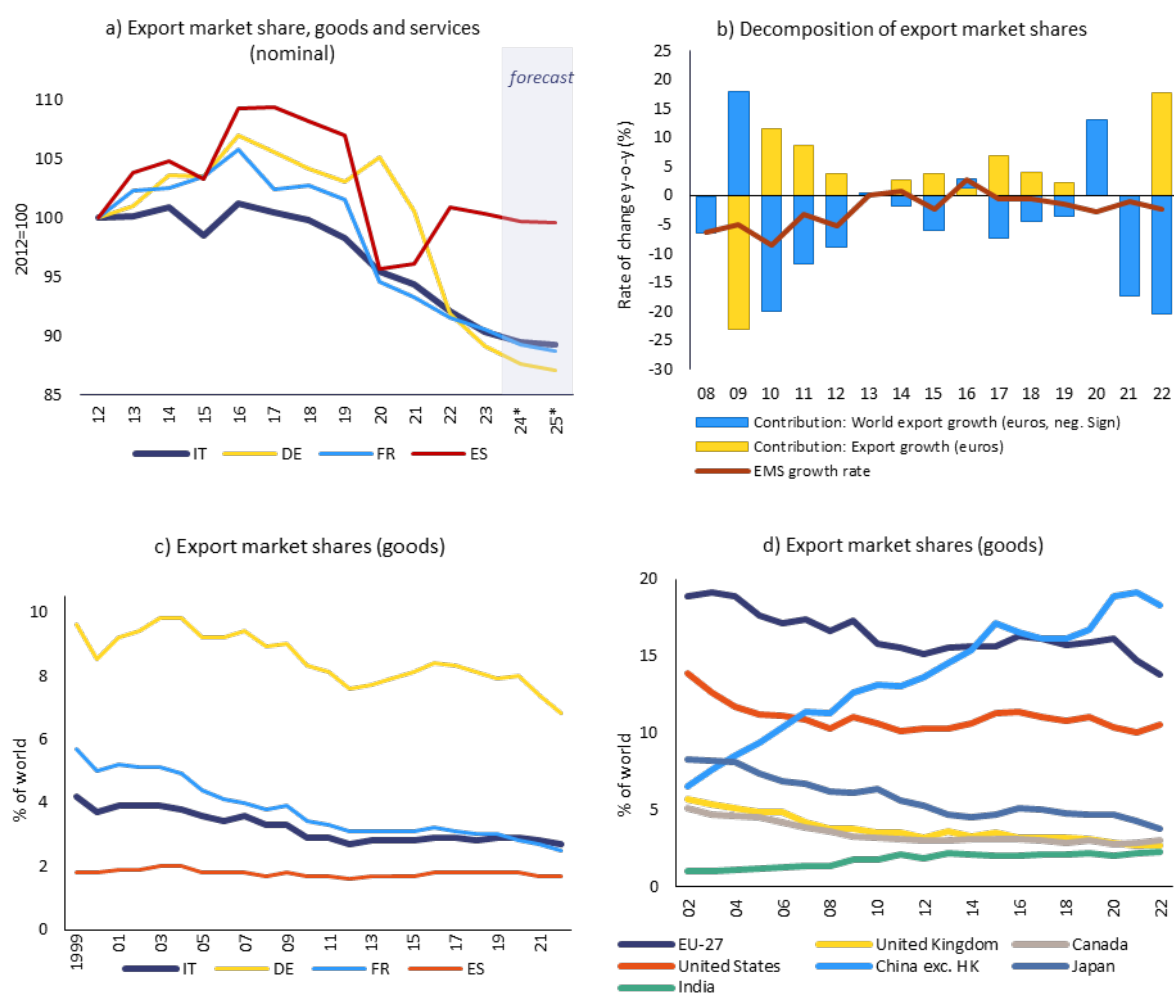 a) Export market share, goods and services
(nominal)
forecast
2012=100
110
105
100
95
90
85
12 13 14 15 16 17 18 19 20 21 22 23 24* 25*
IT DE FR ES
b) Decomposition of export market shares
Rate of change y-o-y (%)
25
20
15
10
5
0
-5
-10
-15
-20
-25
-30
08 09 10 11 12 13 14 15 16 17 18 19 20 21 22
Contribution: World export growth (euros, neg. Sign)
Contribution: Export growth (euros)
EMS growth rate
c) Export market shares (goods)
% of world
10
8
6
4
2
0
1999 01 03 05 07 09 11 13 15 17 19 21
IT DE FR ES
d) Export market shares (goods)
% of world
20
15
10
5
0
02 04 06 08 10 12 14 16 18 20 22
EU-27 United Kingdom Canada
United States China exc. HK Japan
India